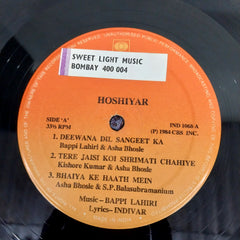 SWEET LIGHT MUSIC
BOMBAY 400 004
HOSHIYAR
SIDE 'A'
33⅓ RPM
IND 1068-A
(P) 1984 CBS INC.
1. DEEWANA DIL SANGEET KA
Bappi Lahiri & Asha Bhosle
2. TERE JAISI KOI SHRIMATI CHAHIYE
Kishore Kumar & Asha Bhosle
3. BHAIYA KE HAATH MEIN
Asha Bhosle & S.P.Balasubramanium
Music – BAPPI LAHIRI
Lyrics– INDIVAR